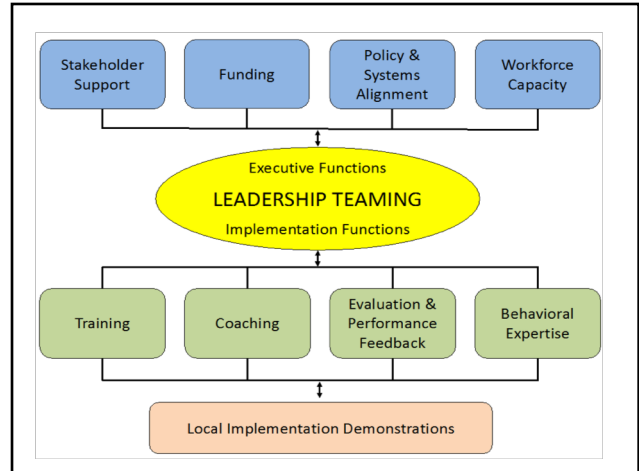 Stakeholder
Support
Funding
Policy &
Systems
Alignment
Workforce
Capacity
Executive Functions
LEADERSHIP TEAMING
Implementation Functions
Training
Coaching
Evaluation &
Performance
Feedback
Behavioral
Expertise
Local Implementation Demonstrations